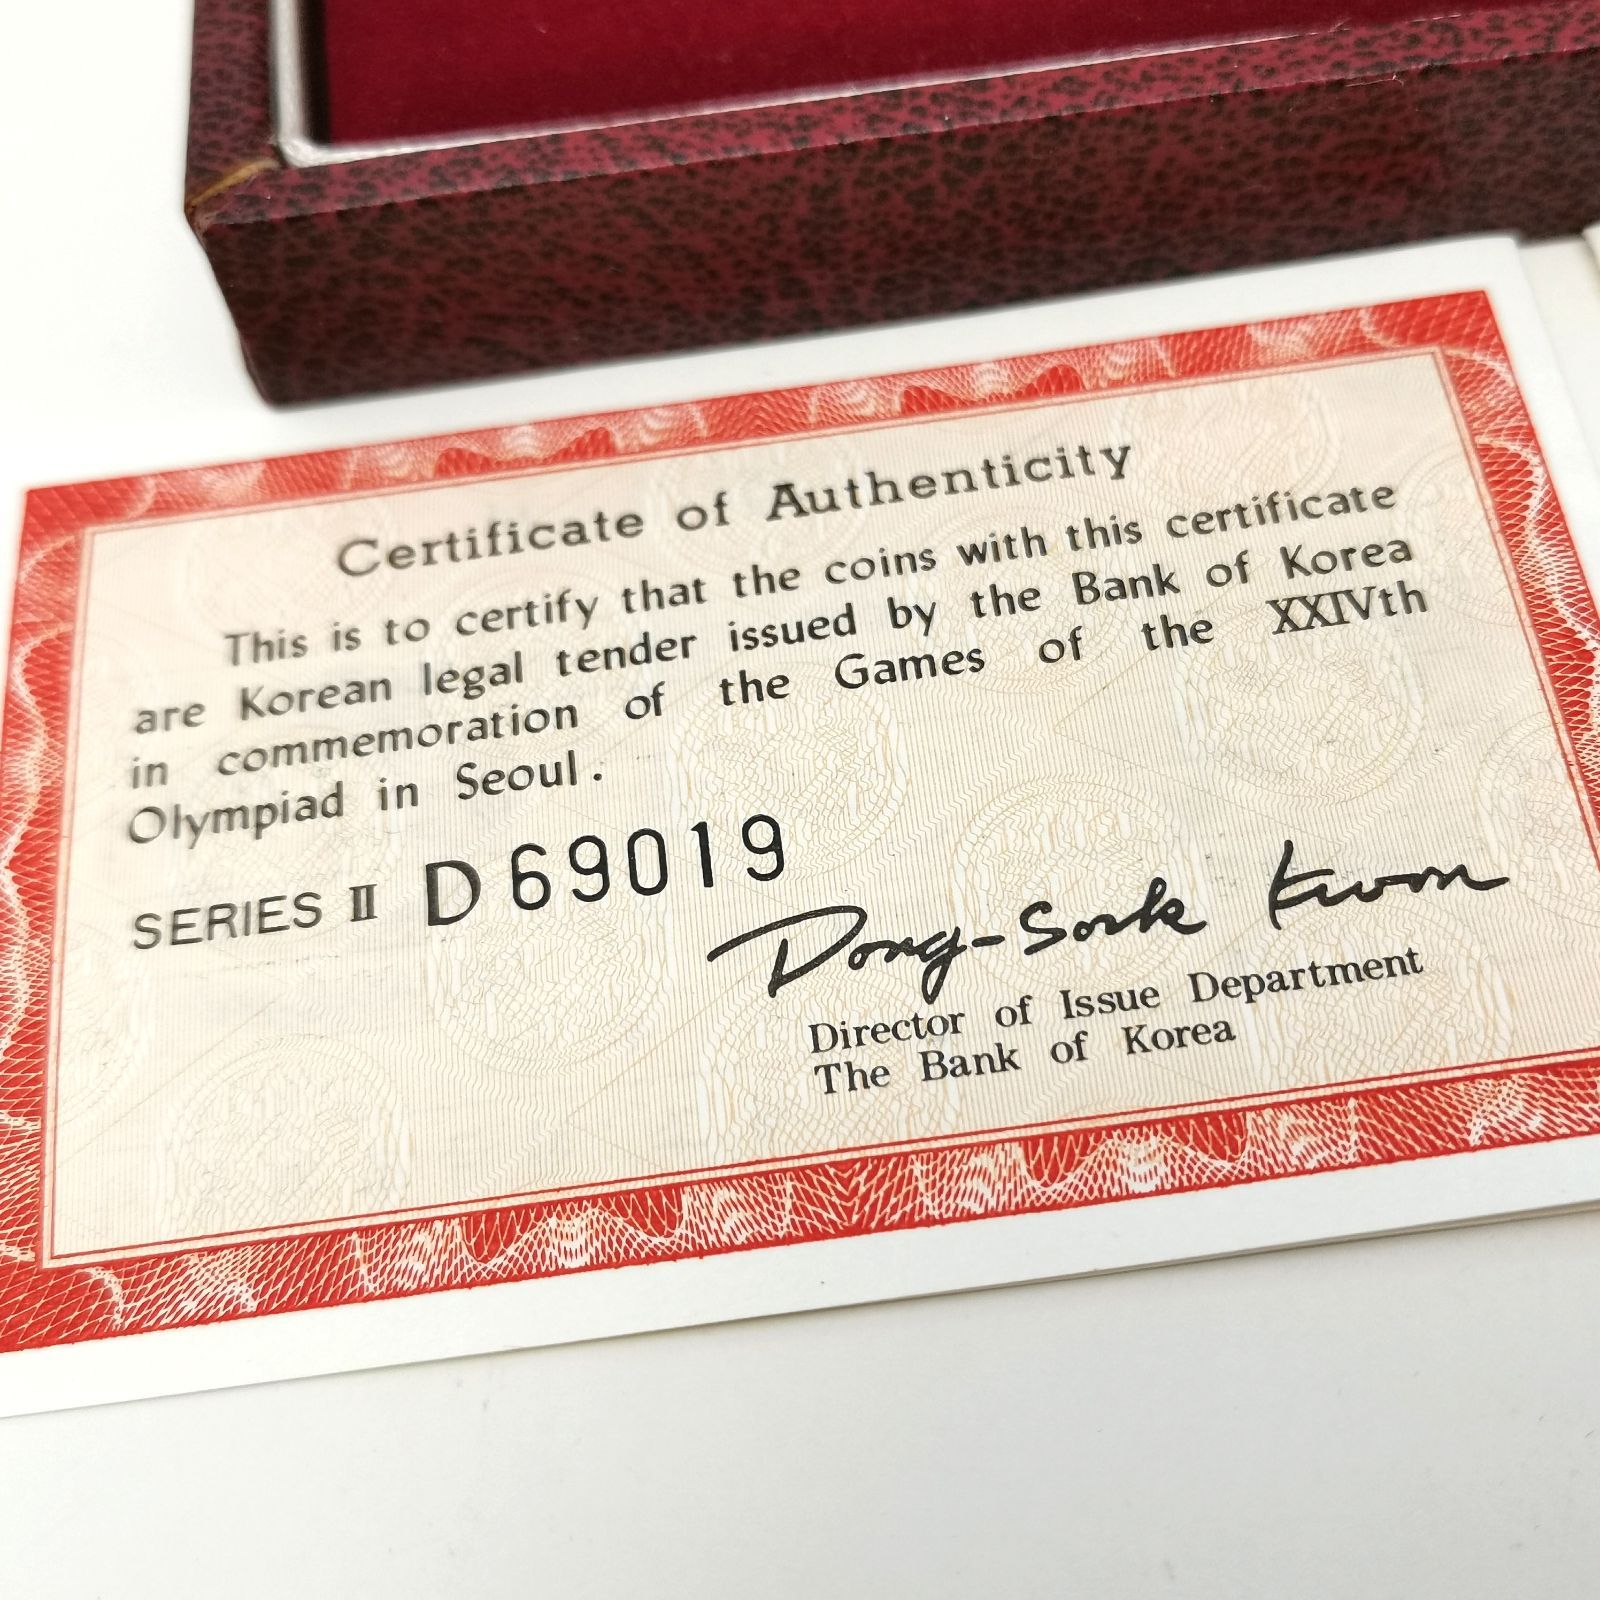 Certificate of Authenticity
This is to certify that the coins with this certificate
are Korean legal tender issued by the Bank of Korea
in commemoration of the Games of the XXIVth
Olympiad in Seoul.
SERIES II D69019
Dong-Sork Kwon
Director of Issue Department
The Bank of Korea